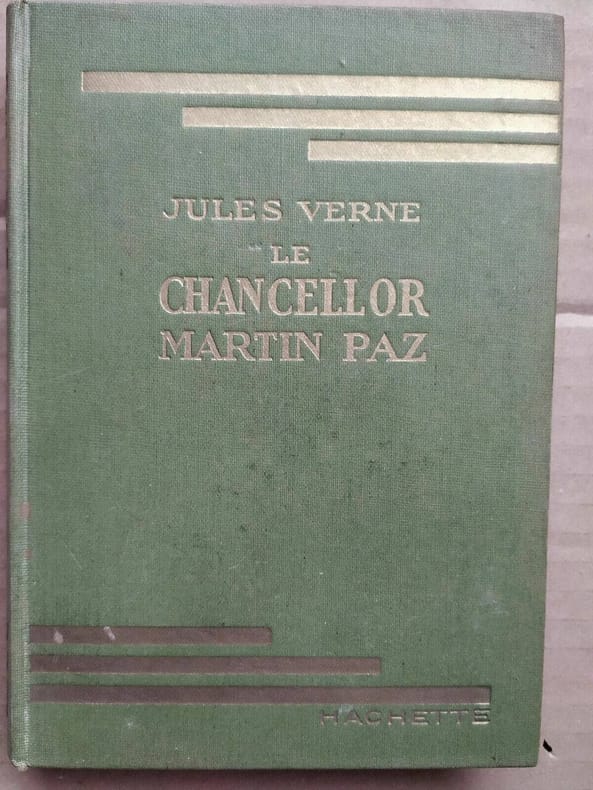 JULES VERNE
LE
CHANCELLOR
MARTIN PAZ
HACHETTE